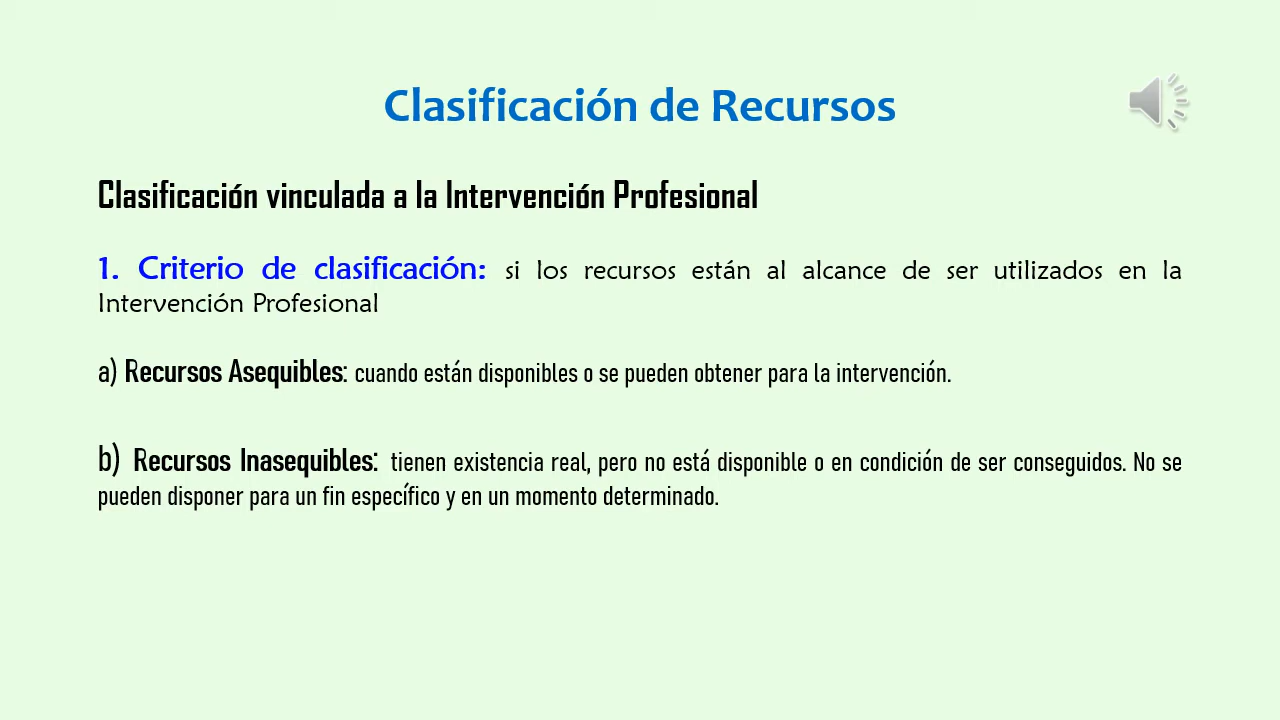 Clasificación de Recursos
Clasificación vinculada a la Intervención Profesional
1. Criterio de clasificación: si los recursos están al alcance de ser utilizados en la
Intervención Profesional
a) Recursos Asequibles: cuando están disponibles o se pueden obtener para la intervención.
b) Recursos Inasequibles: tienen existencia real, pero no está disponible o en condición de ser conseguidos. No se
pueden disponer para un fin específico y en un momento determinado.